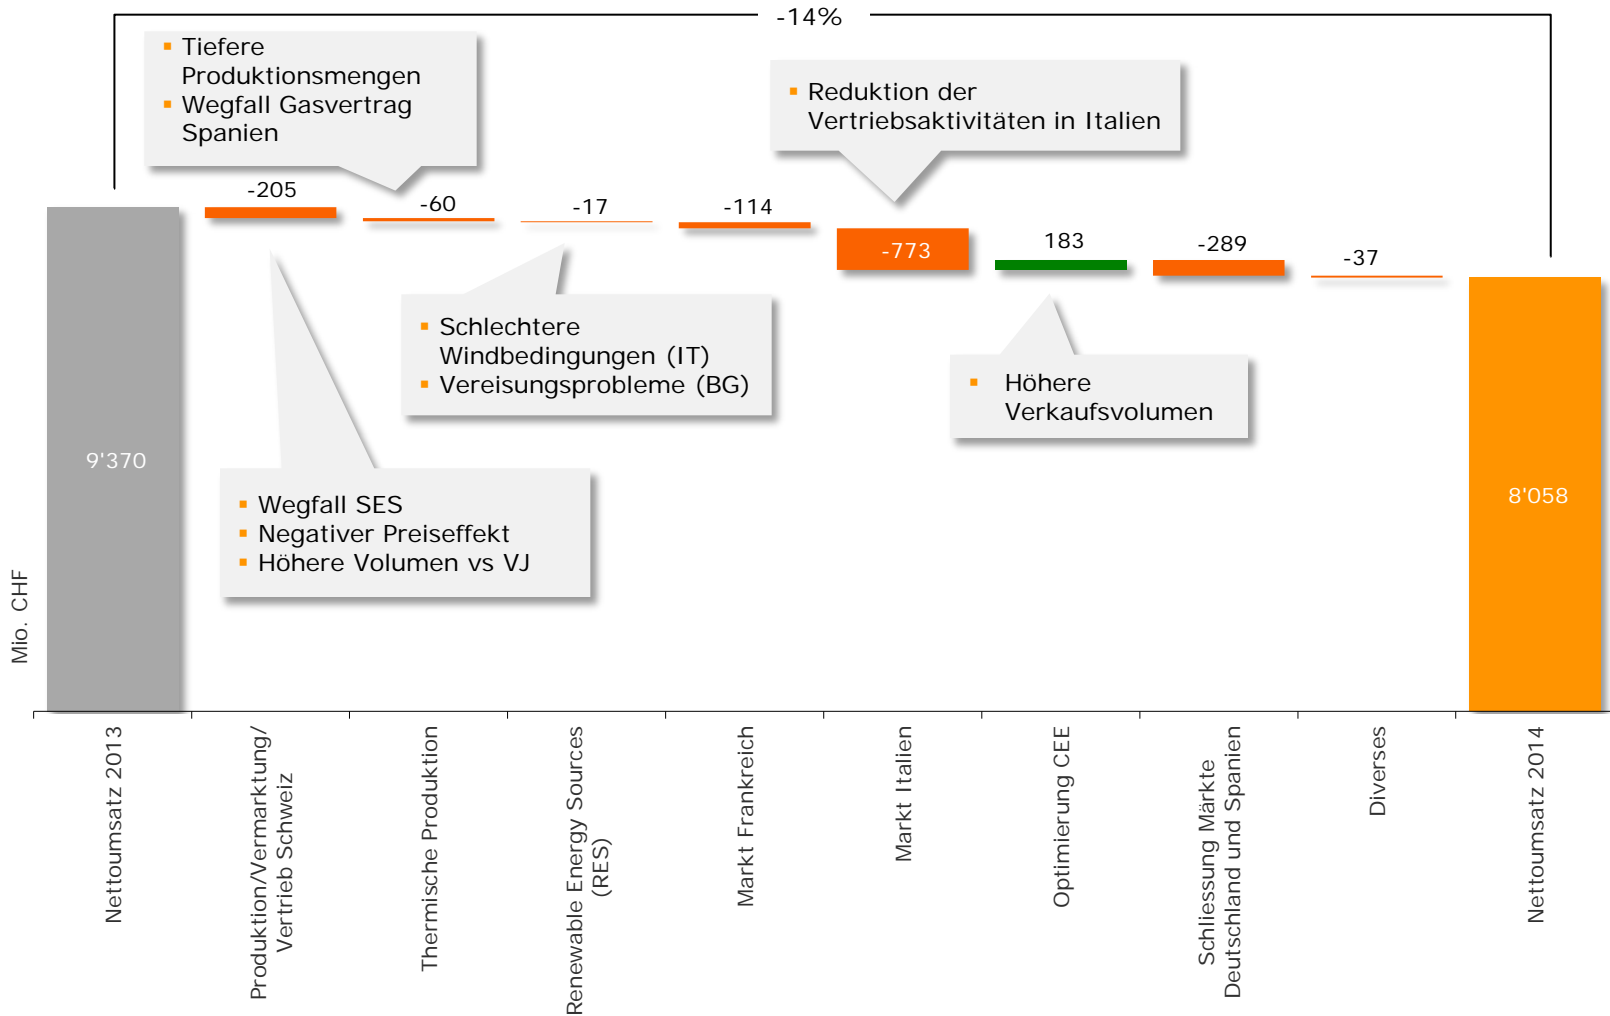 -14%
Tiefere
Produktionsmengen
Wegfall Gasvertrag
Spanien
Reduktion der
Vertriebsaktivitäten in Italien
-205
-60
-17
-114
-773
183
-289
-37
Schlechtere
Windbedingungen (IT)
Vereisungsprobleme (BG)
Höhere
Verkaufsvolumen
9'370
8'058
Wegfall SES
Negativer Preiseffekt
Höhere Volumen vs VJ
Mio. CHF
Nettoumsatz 2013
Produktion/Vermarktung/
Vertrieb Schweiz
Thermische Produktion
Renewable Energy Sources
(RES)
Markt Frankreich
Markt Italien
Optimierung CEE
Schliessung Märkte
Deutschland und Spanien
Diverses
Nettoumsatz 2014